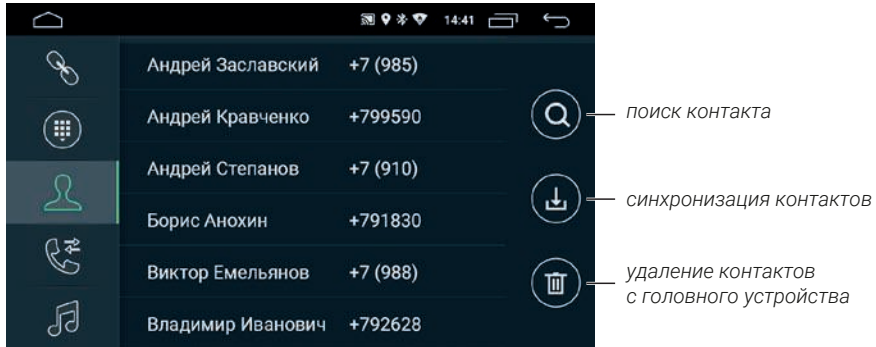 14:41
Андрей Заславский +7 (985)
Андрей Кравченко +799590
Андрей Степанов +7 (910)
Борис Анохин +791830
Виктор Емельянов +7 (988)
Владимир Иванович +792628
поиск контакта
синхронизация контактов
удаление контактов
с головного устройства